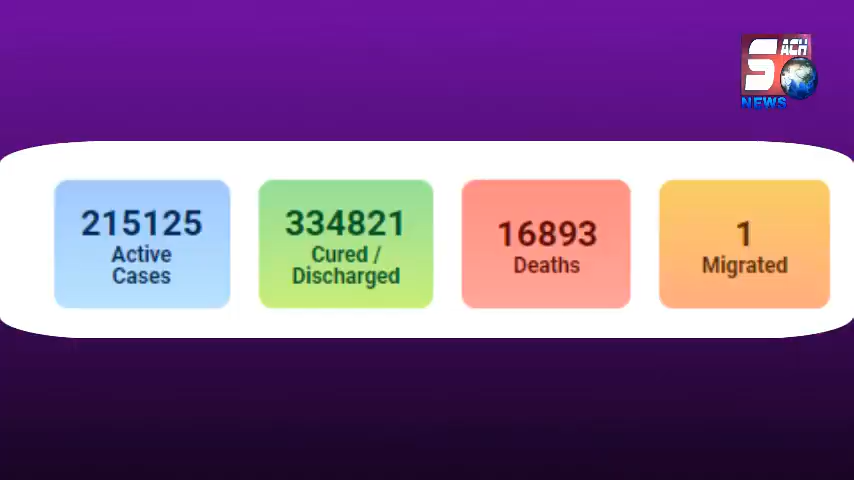 SACH
NEWS
215125
Active
Cases
334821
Cured /
Discharged
16893
Deaths
1
Migrated